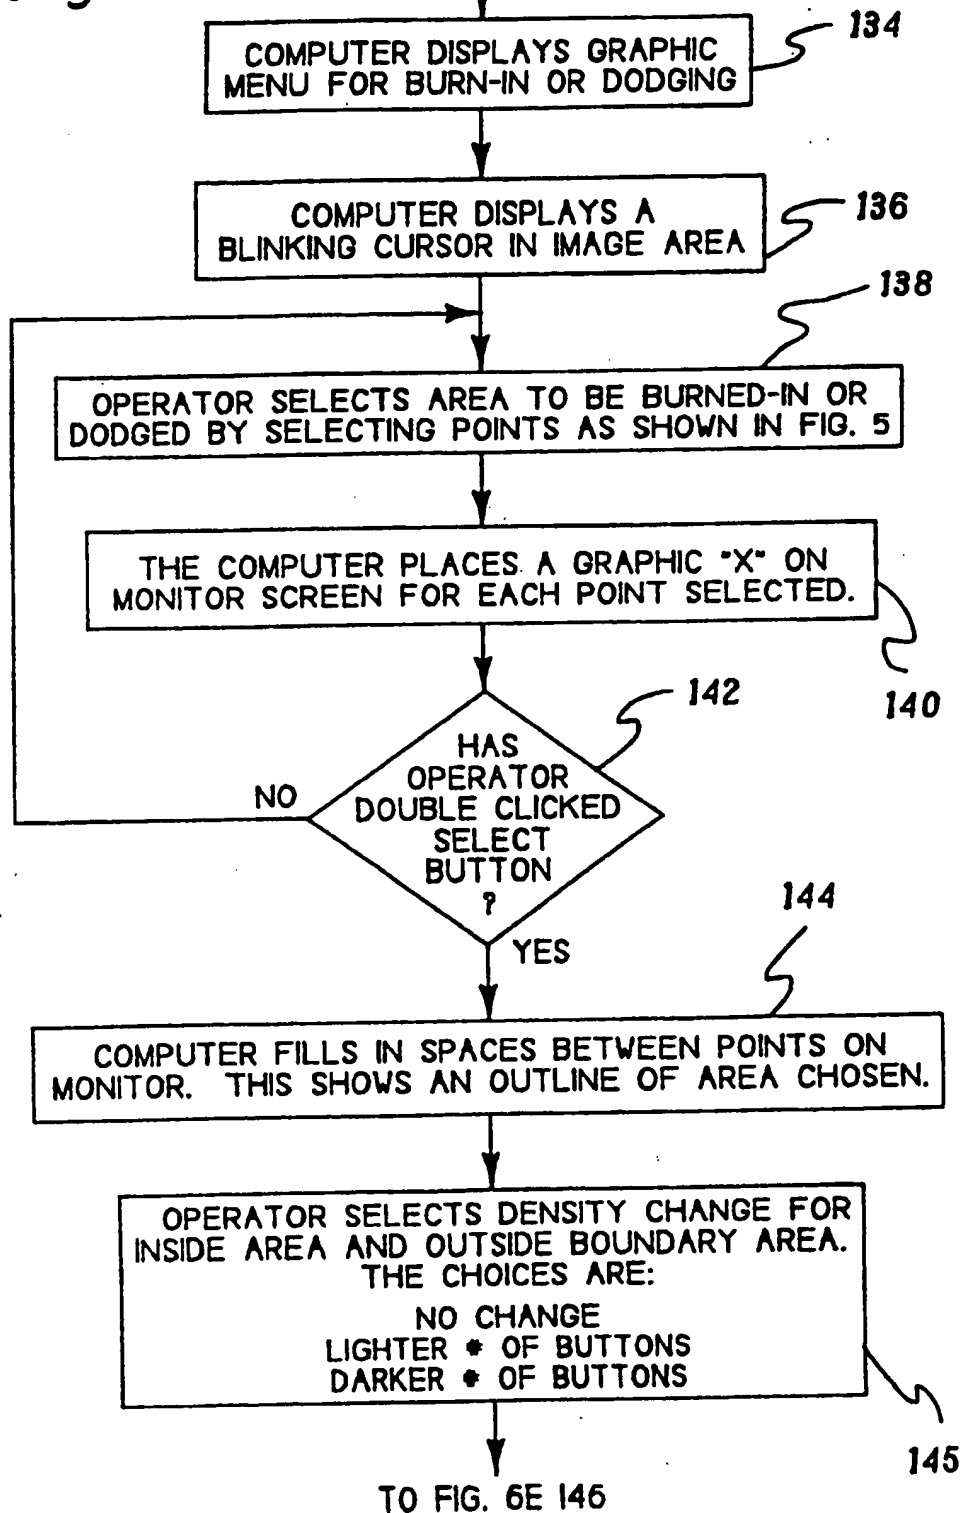 134
COMPUTER DISPLAYS GRAPHIC
MENU FOR BURN-IN OR DODGING
136
COMPUTER DISPLAYS A
BLINKING CURSOR IN IMAGE AREA
138
OPERATOR SELECTS AREA TO BE BURNED-IN OR
DODGED BY SELECTING POINTS AS SHOWN IN FIG. 5
THE COMPUTER PLACES A GRAPHIC "X" ON
MONITOR SCREEN FOR EACH POINT SELECTED.
140
142
HAS
OPERATOR
DOUBLE CLICKED
SELECT
BUTTON
?
NO
YES
144
COMPUTER FILLS IN SPACES BETWEEN POINTS ON
MONITOR. THIS SHOWS AN OUTLINE OF AREA CHOSEN.
OPERATOR SELECTS DENSITY CHANGE FOR
INSIDE AREA AND OUTSIDE BOUNDARY AREA.
THE CHOICES ARE:
NO CHANGE
LIGHTER # OF BUTTONS
DARKER # OF BUTTONS
145
TO FIG. 6E 146